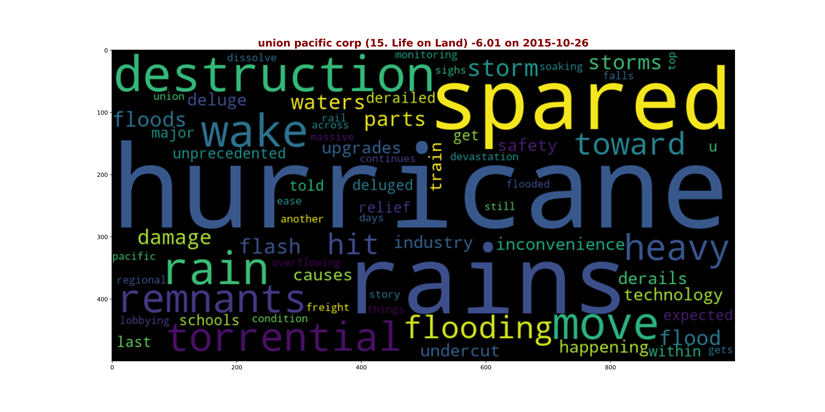 union pacific corp (15. Life on Land) -6.01 on 2015-10-26
dissolve monitoring top
destruction sighs storm soaking storms falls
union deluge waters derailed spared
floods major wake rail across massive parts get safety toward u
unprecedented upgrades continues train devastation
hurricane
told deluged flooded
ease relief still
another days
damage flash hit industry inconvenience heavy
pacific rain overflowing causes rains derails
regional remnants story things technology
freight expected
lobbying schools condition flooding move flood
last torrential undercut happening within gets
0 100 200 300 400
0 200 400 600 800